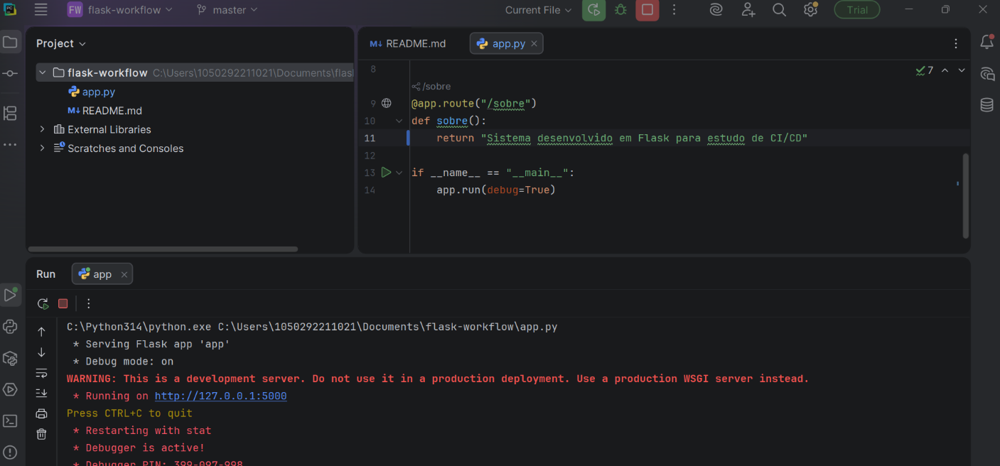 FW flask-workflow master Current File Trial
Project
flask-workflow C:\Users\1050292211021\Documents\flas
app.py
README.md
External Libraries
Scratches and Consoles
README.md app.py
7
8
/sobre
9 @app.route("/sobre")
10 def sobre():
11 return "Sistema desenvolvido em Flask para estudo de CI/CD"
12
13 if __name__ == "__main__":
14 app.run(debug=True)
Run app
C:\Python314\python.exe C:\Users\1050292211021\Documents\flask-workflow\app.py
* Serving Flask app 'app'
* Debug mode: on
WARNING: This is a development server. Do not use it in a production deployment. Use a production WSGI server instead.
* Running on http://127.0.0.1:5000
Press CTRL+C to quit
* Restarting with stat
* Debugger is active!
* Debugger PIN: 399-097-998